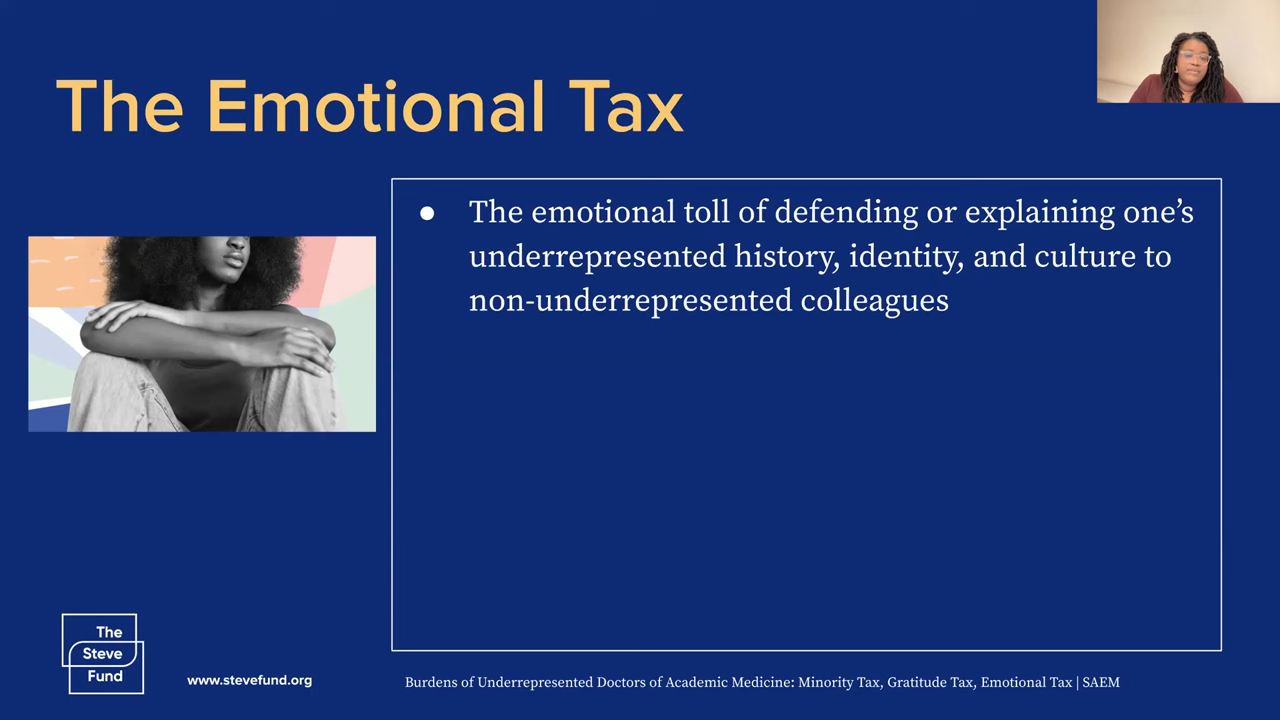 The Emotional Tax
● The emotional toll of defending or explaining one’s
underrepresented history, identity, and culture to
non-underrepresented colleagues
The
Steve
Fund
www.stevefund.org
Burdens of Underrepresented Doctors of Academic Medicine: Minority Tax, Gratitude Tax, Emotional Tax | SAEM